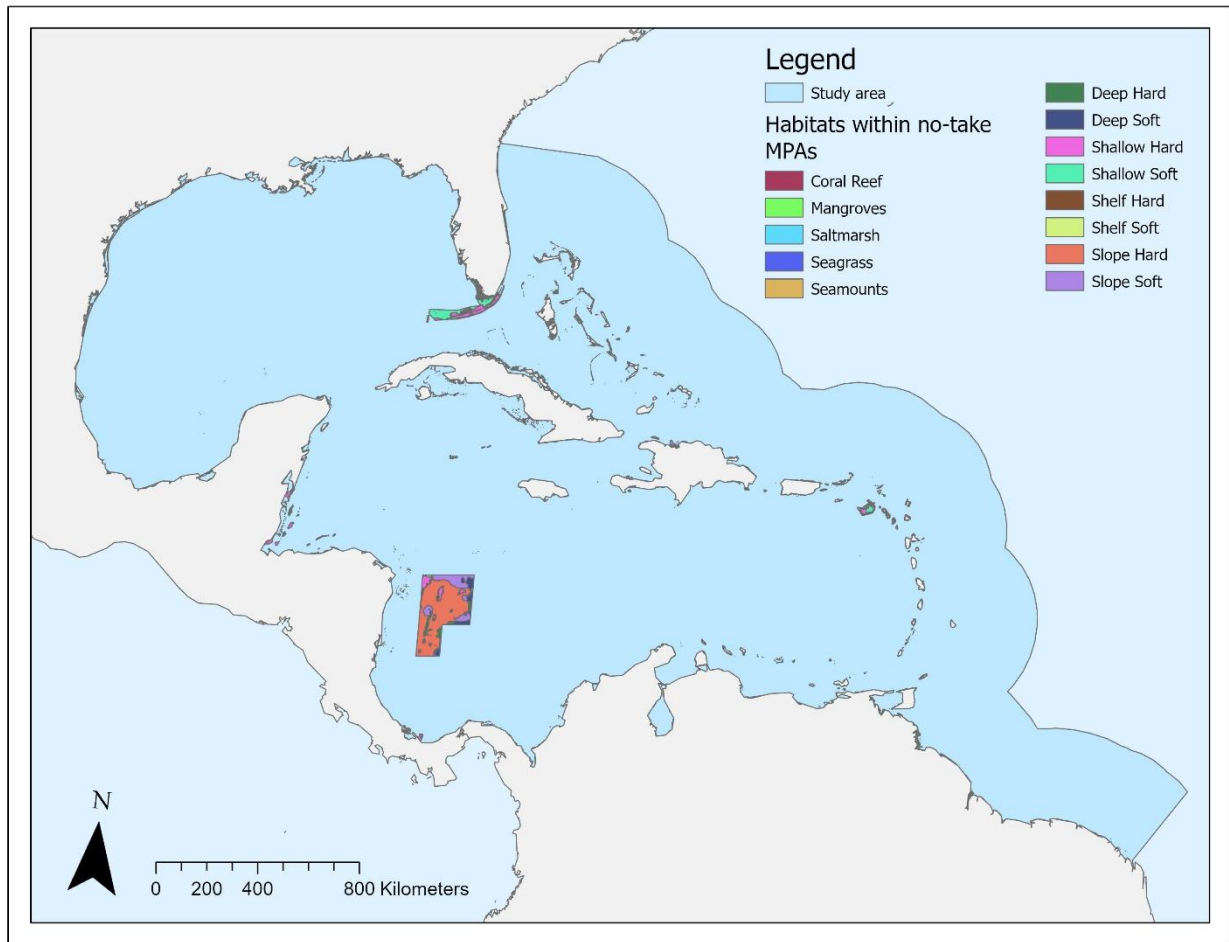 Legend
Study area
Habitats within no-take
MPAs
Coral Reef
Mangroves
Saltmarsh
Seagrass
Seamounts
Deep Hard
Deep Soft
Shallow Hard
Shallow Soft
Shelf Hard
Shelf Soft
Slope Hard
Slope Soft
N
0 200 400 800 Kilometers